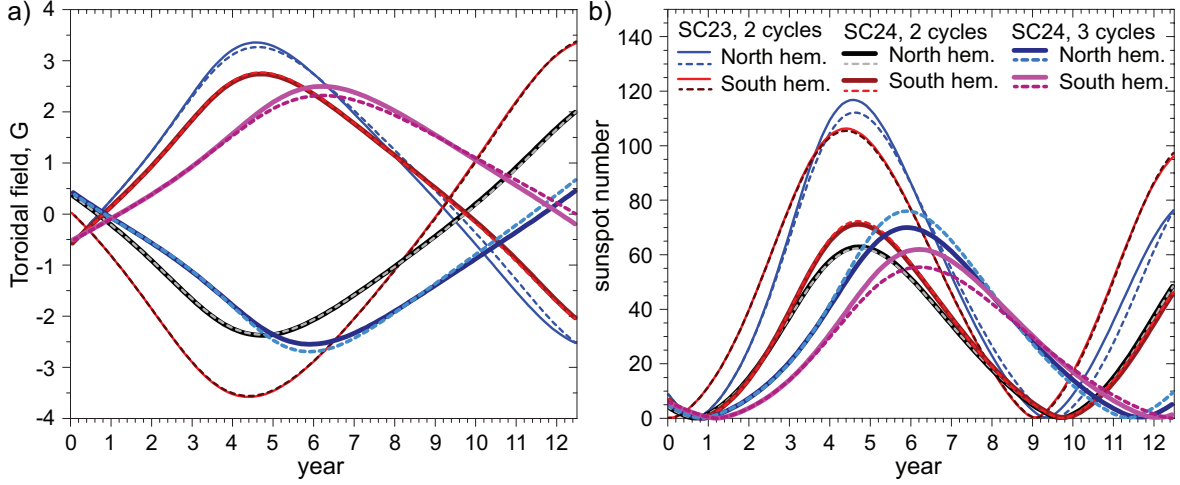 a)
Toroidal field, G
4
3
2
1
0
-1
-2
-3
-4
0 1 2 3 4 5 6 7 8 9 10 11 12
year
b)
sunspot number
140
120
100
80
60
40
20
0
0 1 2 3 4 5 6 7 8 9 10 11 12
year
SC23, 2 cycles SC24, 2 cycles SC24, 3 cycles
North hem. North hem. North hem.
South hem. South hem. South hem.